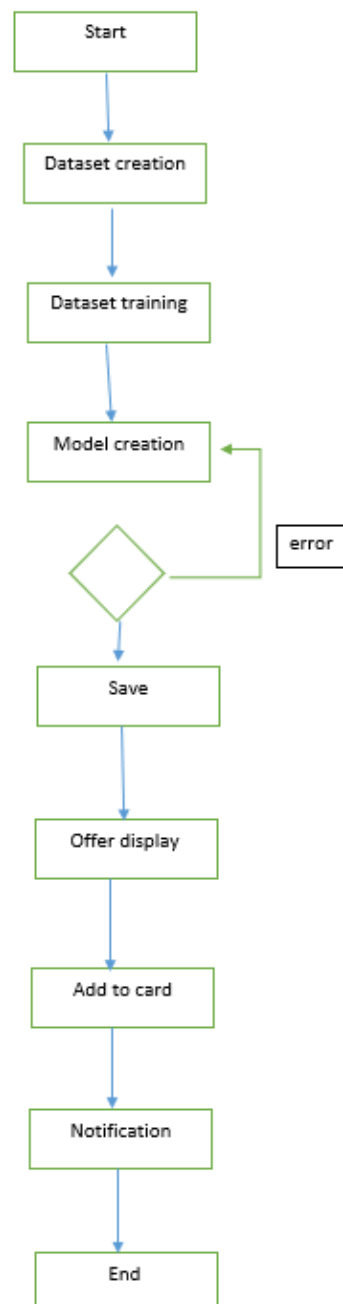 Start
Dataset creation
Dataset training
Model creation
error
Save
Offer display
Add to card
Notification
End